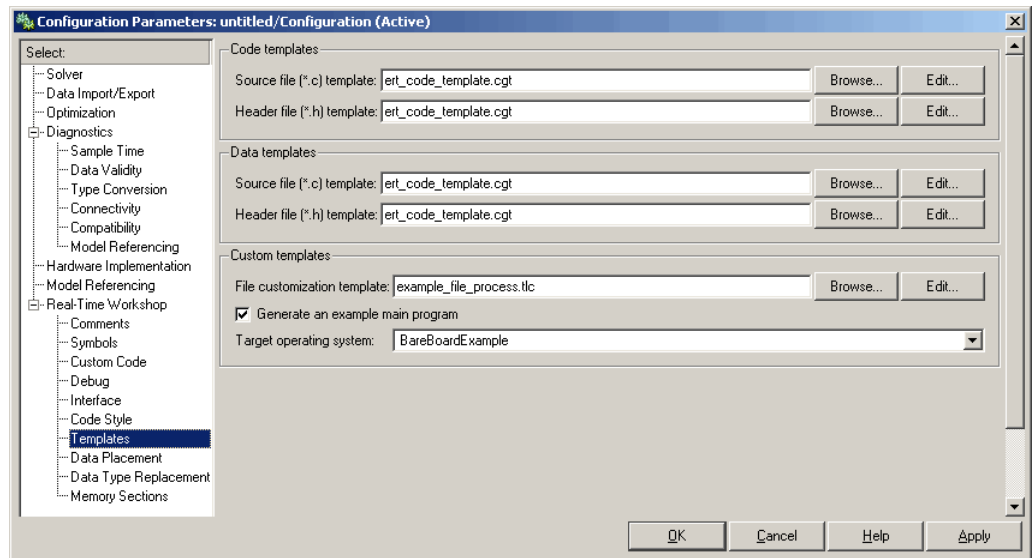 Configuration Parameters: untitled/Configuration (Active)
Select:
Solver
Data Import/Export
Optimization
Diagnostics
Sample Time
Data Validity
Type Conversion
Connectivity
Compatibility
Model Referencing
Hardware Implementation
Model Referencing
Real-Time Workshop
Comments
Symbols
Custom Code
Debug
Interface
Code Style
Templates
Data Placement
Data Type Replacement
Memory Sections
Code templates
Source file (*.c) template: ert_code_template.cgt Browse... Edit...
Header file (*.h) template: ert_code_template.cgt Browse... Edit...
Data templates
Source file (*.c) template: ert_code_template.cgt Browse... Edit...
Header file (*.h) template: ert_code_template.cgt Browse... Edit...
Custom templates
File customization template: example_file_process.tlc Browse... Edit...
Generate an example main program
Target operating system: BareBoardExample
OK Cancel Help Apply